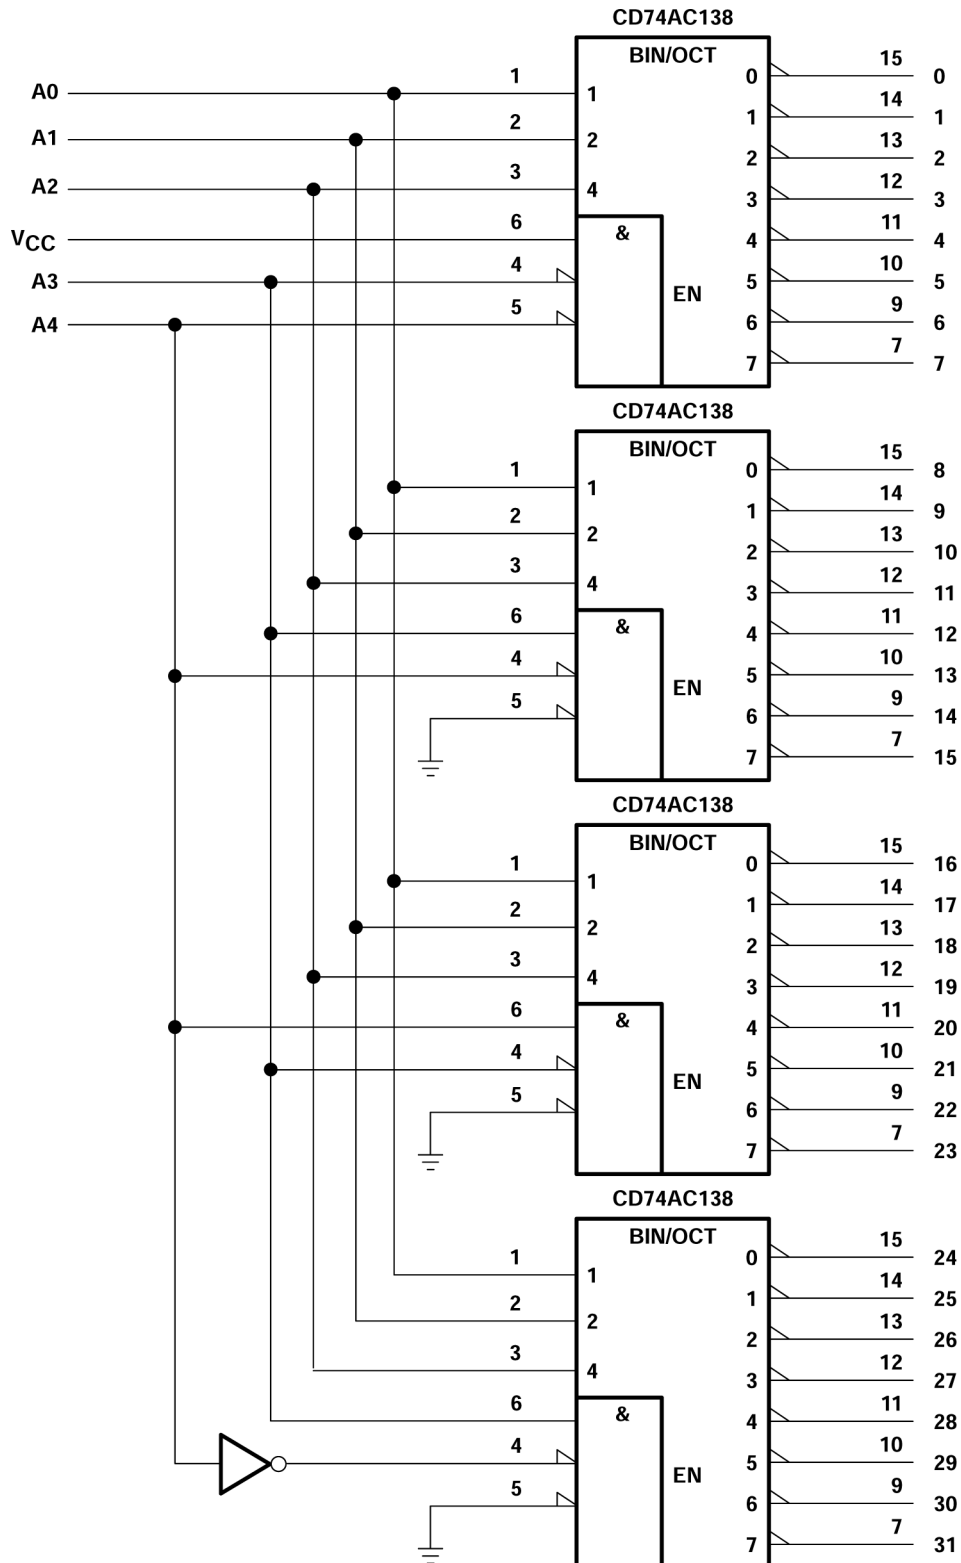 CD74AC138
BIN/OCT
A0 1 1 0 15 0
A1 2 2 1 14 1
A2 3 4 2 13 2
VCC 6 & 3 12 3
A3 4 EN 4 11 4
A4 5 5 10 5
6 9 6
7 7 7
CD74AC138
BIN/OCT
1 1 0 15 8
2 2 1 14 9
3 4 2 13 10
6 & 3 12 11
4 EN 4 11 12
5 5 10 13
6 9 14
7 7 15
CD74AC138
BIN/OCT
1 1 0 15 16
2 2 1 14 17
3 4 2 13 18
6 & 3 12 19
4 EN 4 11 20
5 5 10 21
6 9 22
7 7 23
CD74AC138
BIN/OCT
1 1 0 15 24
2 2 1 14 25
3 4 2 13 26
6 & 3 12 27
4 EN 4 11 28
5 5 10 29
6 9 30
7 7 31